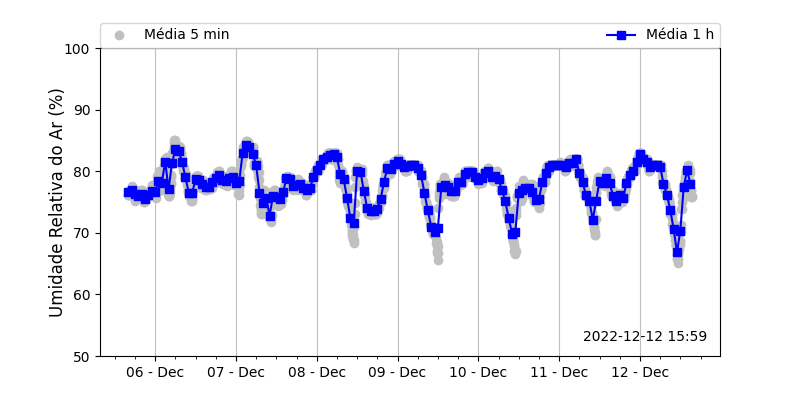 Média 5 min
Média 1 h
Umidade Relativa do Ar (%)
100
90
80
70
60
50
2022-12-12 15:59
06 - Dec
07 - Dec
08 - Dec
09 - Dec
10 - Dec
11 - Dec
12 - Dec